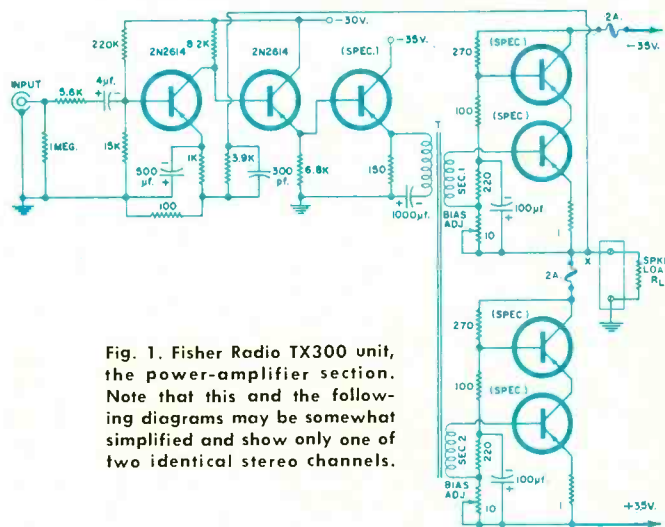 -30V.
2A.
220K
8.2K
-35V.
-35V.
2N2614
2N2614
(SPEC.)
270
(SPEC)
INPUT
5.6K
4µf.
100
(SPEC)
T
1 MEG.
15K
500 µf.
1K
3.9K
300 pf.
6.8K
150
SEC. 1
220
100µf.
1000µf.
BIAS ADJ.
10
1
100
X
SPKR LOAD RL
2A.
270
(SPEC)
100
(SPEC)
SEC. 2
220
100µf.
BIAS ADJ.
10
1
+35V.
Fig. 1. Fisher Radio TX300 unit,
the power-amplifier section.
Note that this and the follow-
ing diagrams may be somewhat
simplified and show only one of
two identical stereo channels.